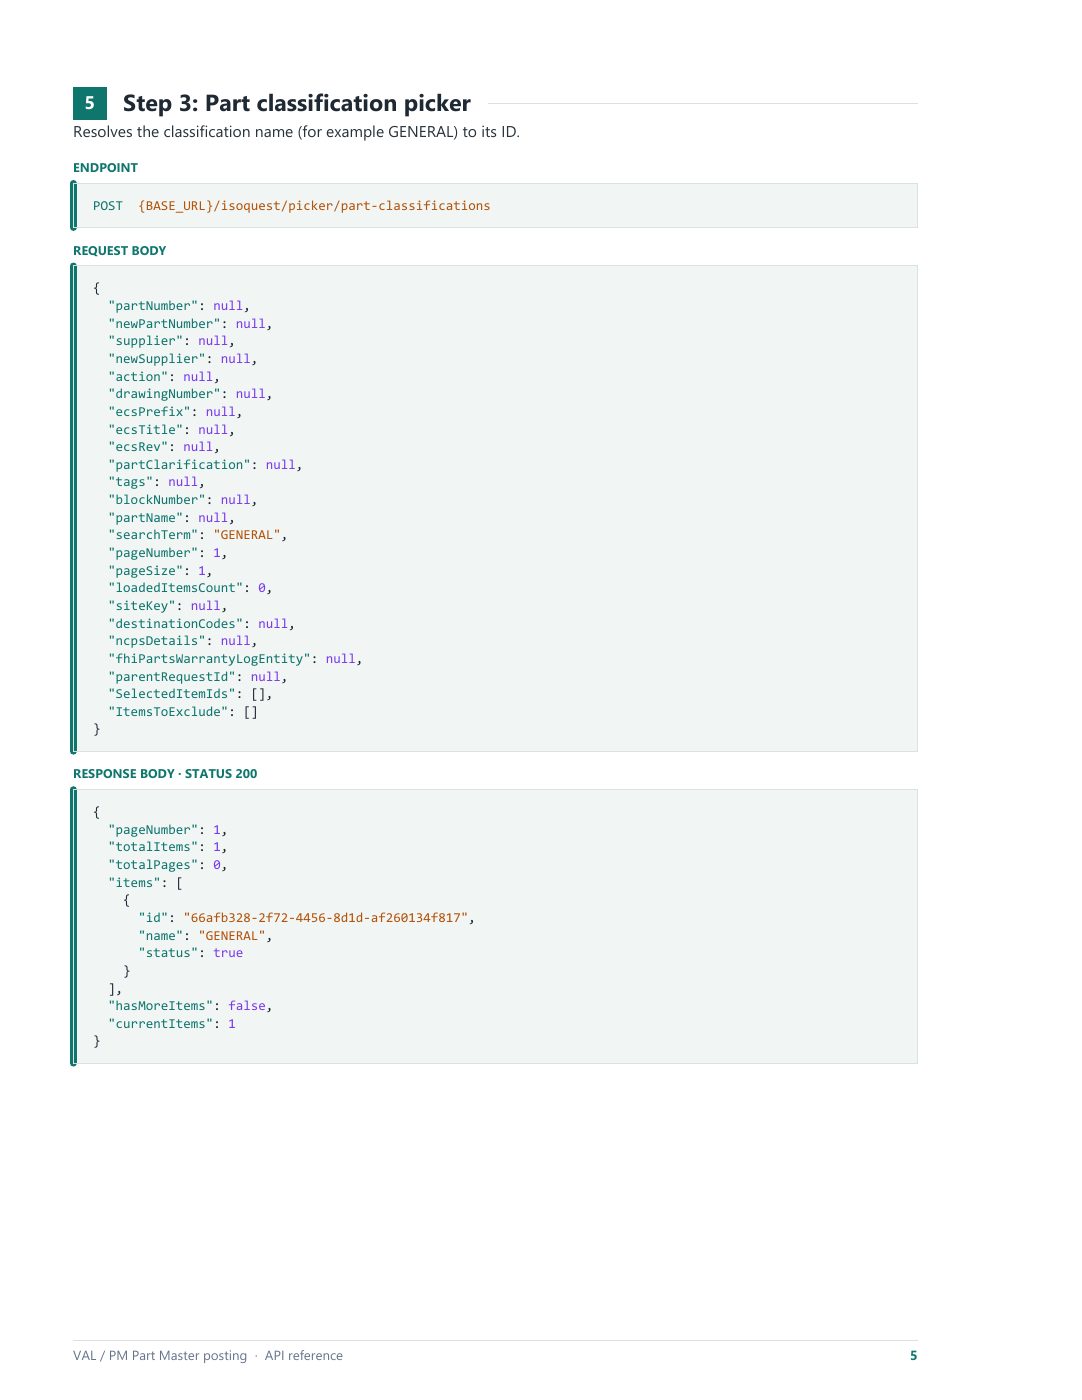 5 Step 3: Part classification picker
Resolves the classification name (for example GENERAL) to its ID.
ENDPOINT
POST  {BASE_URL}/isoquest/picker/part-classifications
REQUEST BODY
{
  "partNumber": null,
  "newPartNumber": null,
  "supplier": null,
  "newSupplier": null,
  "action": null,
  "drawingNumber": null,
  "ecsPrefix": null,
  "ecsTitle": null,
  "ecsRev": null,
  "partClarification": null,
  "tags": null,
  "blockNumber": null,
  "partName": null,
  "searchTerm": "GENERAL",
  "pageNumber": 1,
  "pageSize": 1,
  "loadedItemsCount": 0,
  "siteKey": null,
  "destinationCodes": null,
  "ncpsDetails": null,
  "fhiPartsWarrantyLogEntity": null,
  "parentRequestId": null,
  "SelectedItemIds": [],
  "ItemsToExclude": []
}
RESPONSE BODY · STATUS 200
{
  "pageNumber": 1,
  "totalItems": 1,
  "totalPages": 0,
  "items": [
    {
      "id": "66afb328-2f72-4456-8d1d-af260134f817",
      "name": "GENERAL",
      "status": true
    }
  ],
  "hasMoreItems": false,
  "currentItems": 1
}
VAL / PM Part Master posting · API reference 5